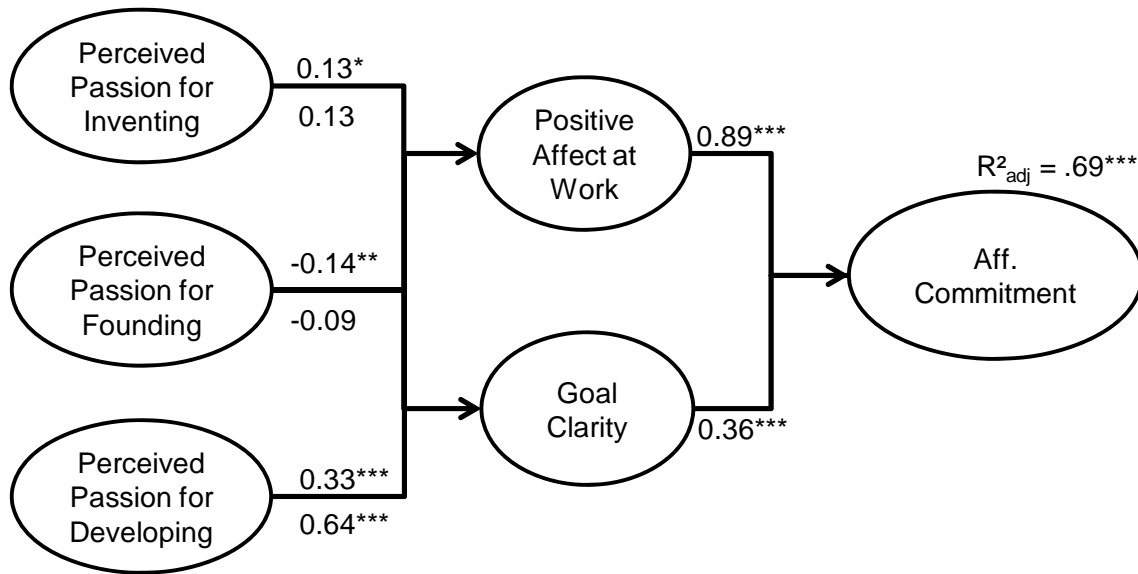 Perceived
Passion for
Inventing
0.13*
0.13
Perceived
Passion for
Founding
-0.14**
-0.09
Perceived
Passion for
Developing
0.33***
0.64***
Positive
Affect at
Work
0.89***
Goal
Clarity
0.36***
R²adj = .69***
Aff.
Commitment